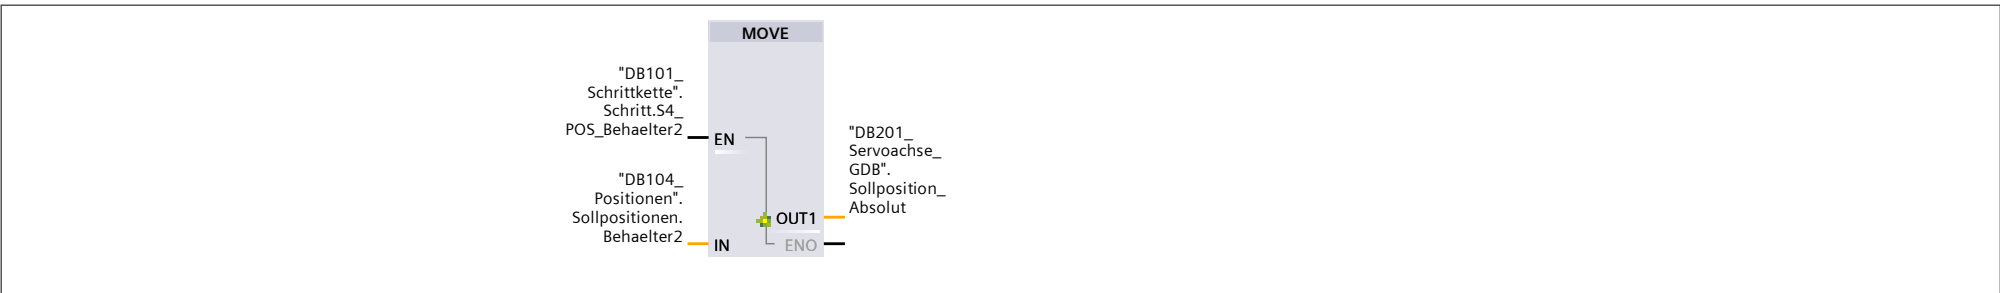 MOVE
"DB101_
Schrittkette".
Schritt.S4_
POS_Behaelter2
EN
"DB201_
Servoachse_
GDB".
Sollposition_
Absolut
"DB104_
Positionen".
Sollpositionen.
Behaelter2
OUT1
IN
ENO